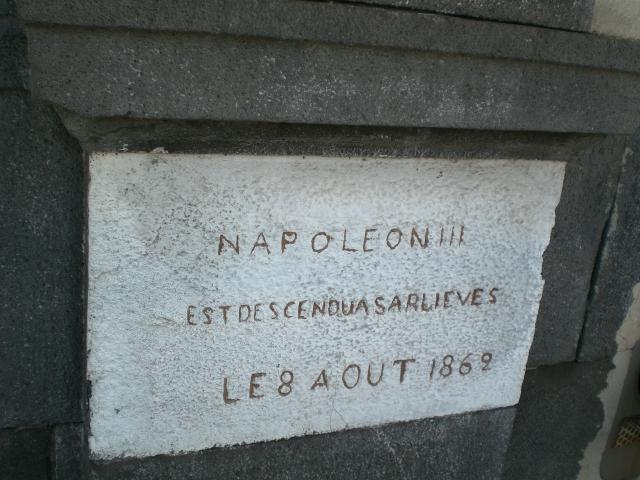 NAPOLEON III
EST DESCENDU A SARLIEVES
LE 8 AOUT 1862